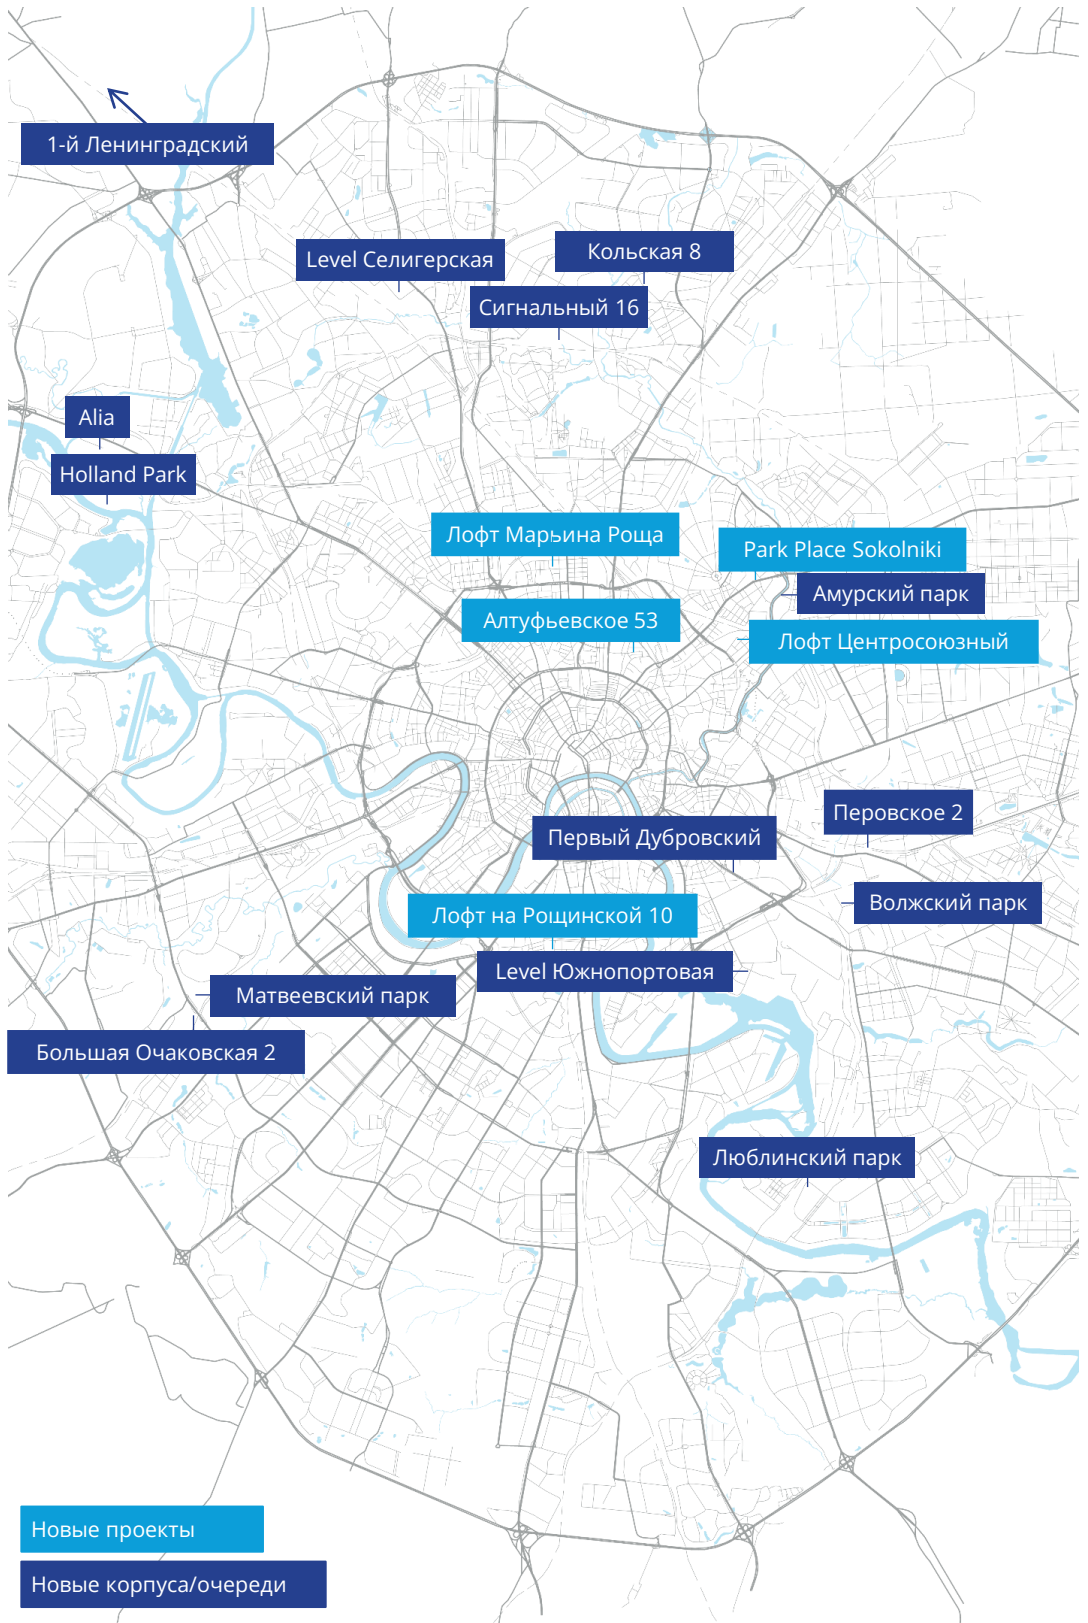 1-й Ленинградский
Level Селигерская
Кольская 8
Сигнальный 16
Alia
Holland Park
Лофт Марьина Роща
Park Place Sokolniki
Амурский парк
Алтуфьевское 53
Лофт Центросоюзный
Перовское 2
Первый Дубровский
Волжский парк
Лофт на Рощинской 10
Level Южнопортовая
Матвеевский парк
Большая Очаковская 2
Люблинский парк
Новые проекты
Новые корпуса/очереди